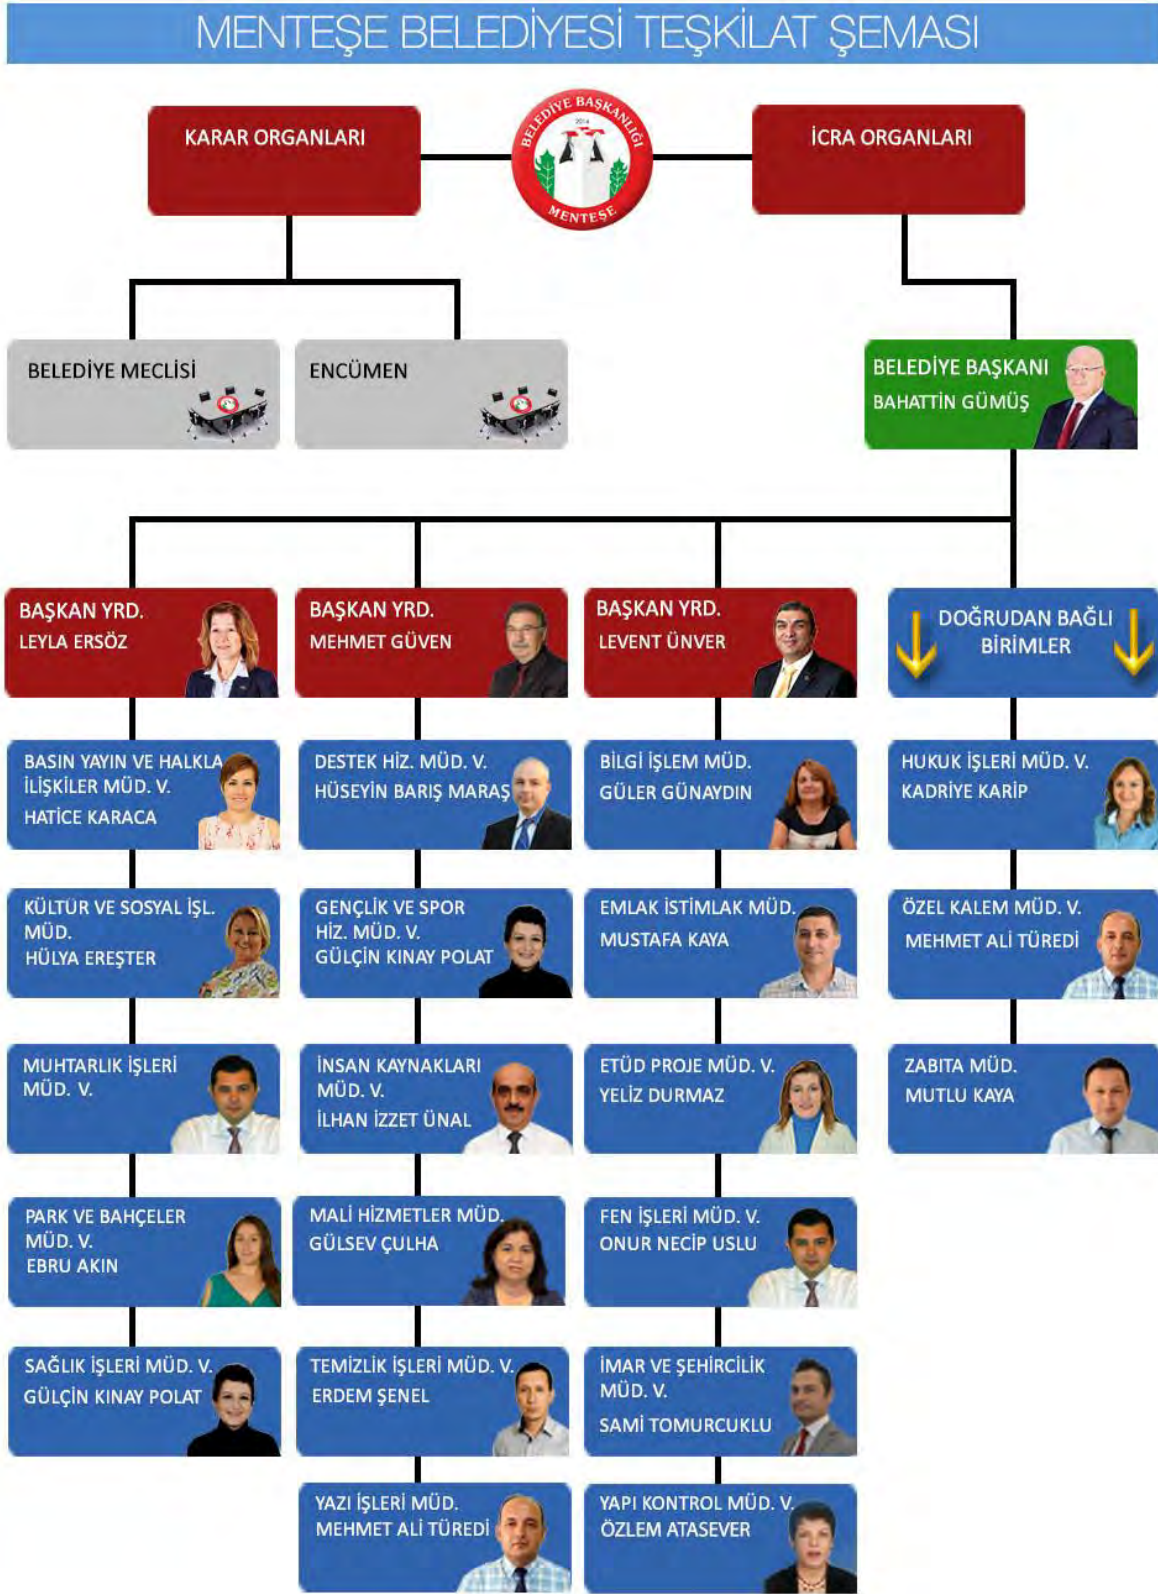 MENTEŞE BELEDİYESİ TEŞKİLAT ŞEMASI
KARAR ORGANLARI
BELEDİYE BAŞKANLIĞI
2014
MENTEŞE
İCRA ORGANLARI
BELEDİYE MECLİSİ
ENCÜMEN
BELEDİYE BAŞKANI
BAHATTİN GÜMÜŞ
BAŞKAN YRD.
LEYLA ERSÖZ
BAŞKAN YRD.
MEHMET GÜVEN
BAŞKAN YRD.
LEVENT ÜNVER
DOĞRUDAN BAĞLI
BİRİMLER
BASIN YAYIN VE HALKLA
İLİŞKİLER MÜD. V.
HATİCE KARACA
DESTEK HİZ. MÜD. V.
HÜSEYİN BARIŞ MARAŞ
BİLGİ İŞLEM MÜD.
GÜLER GÜNAYDIN
HUKUK İŞLERİ MÜD. V.
KADRİYE KARİP
KÜLTÜR VE SOSYAL İŞL.
MÜD.
HÜLYA EREŞTER
GENÇLİK VE SPOR
HİZ. MÜD. V.
GÜLÇİN KINAY POLAT
EMLAK İSTİMLAK MÜD.
MUSTAFA KAYA
ÖZEL KALEM MÜD. V.
MEHMET ALİ TÜREDİ
MUHTARLIK İŞLERİ
MÜD. V.
İNSAN KAYNAKLARI
MÜD. V.
İLHAN İZZET ÜNAL
ETÜD PROJE MÜD. V.
YELİZ DURMAZ
ZABITA MÜD.
MUTLU KAYA
PARK VE BAHÇELER
MÜD. V.
EBRU AKIN
MALİ HİZMETLER MÜD.
GÜLSEV ÇULHA
FEN İŞLERİ MÜD. V.
ONUR NECİP USLU
SAĞLIK İŞLERİ MÜD. V.
GÜLÇİN KINAY POLAT
TEMİZLİK İŞLERİ MÜD. V.
ERDEM ŞENEL
İMAR VE ŞEHİRCİLİK
MÜD. V.
SAMİ TOMURCUKLU
YAZI İŞLERİ MÜD.
MEHMET ALİ TÜREDİ
YAPI KONTROL MÜD. V.
ÖZLEM ATASEVER